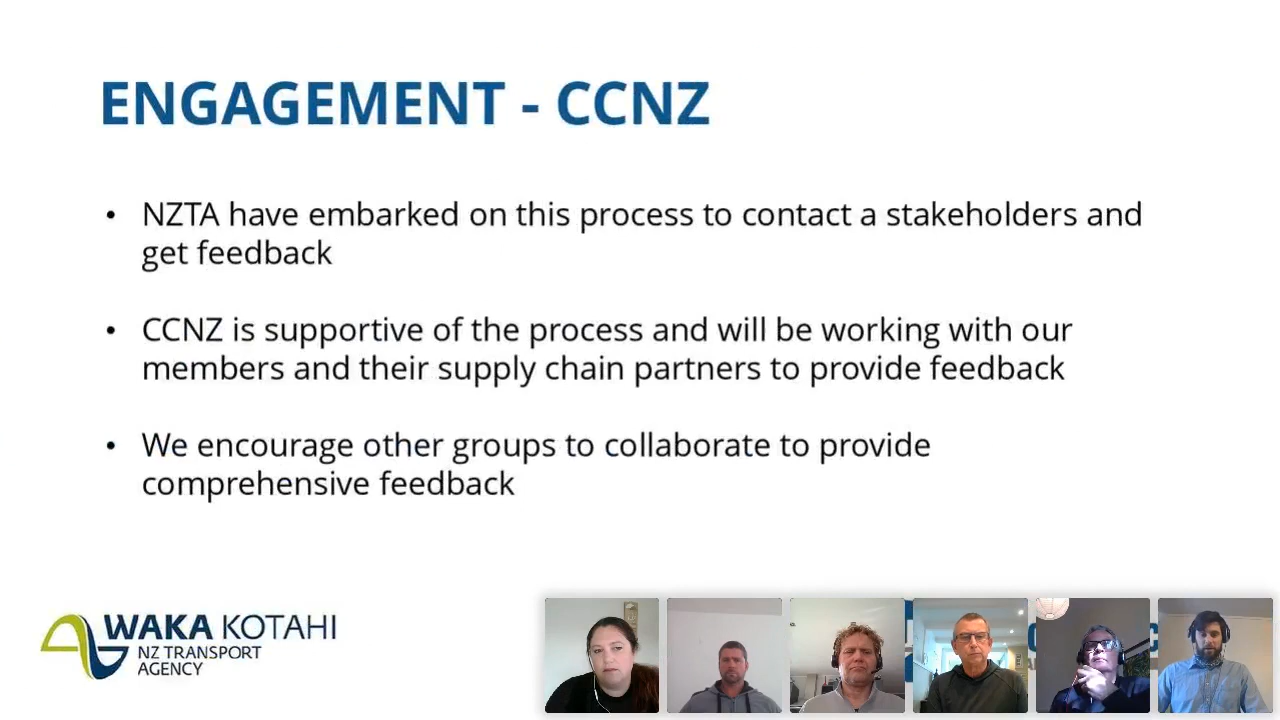 ENGAGEMENT - CCNZ
• NZTA have embarked on this process to contact a stakeholders and
get feedback
• CCNZ is supportive of the process and will be working with our
members and their supply chain partners to provide feedback
• We encourage other groups to collaborate to provide
comprehensive feedback
WAKA KOTAHI
NZ TRANSPORT
AGENCY